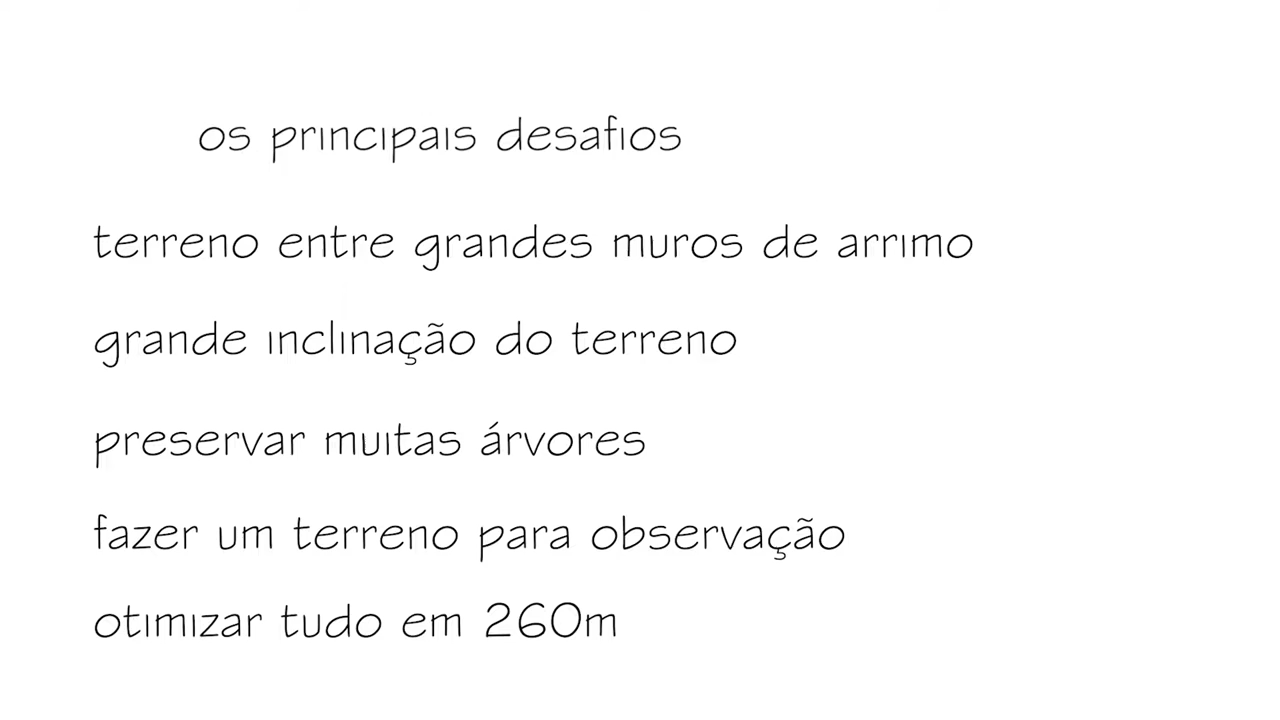 os principais desafios
terreno entre grandes muros de arrimo
grande inclinação do terreno
preservar muitas árvores
fazer um terreno para observação
otimizar tudo em 260m